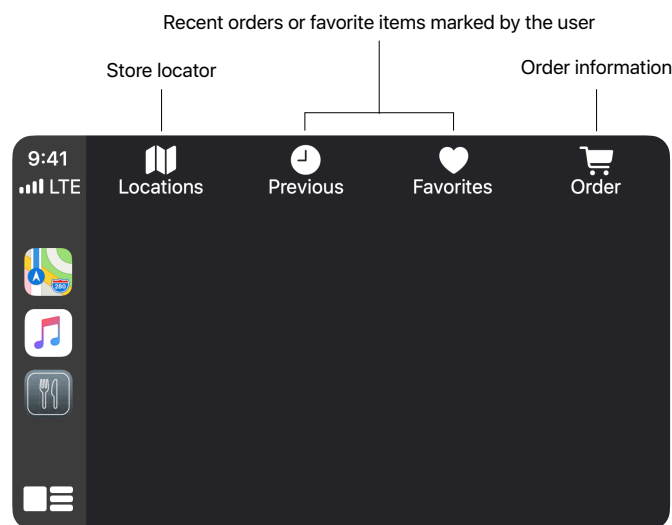 Recent orders or favorite items marked by the user
Store locator
Order information
9:41
LTE
Locations
Previous
Favorites
Order
280